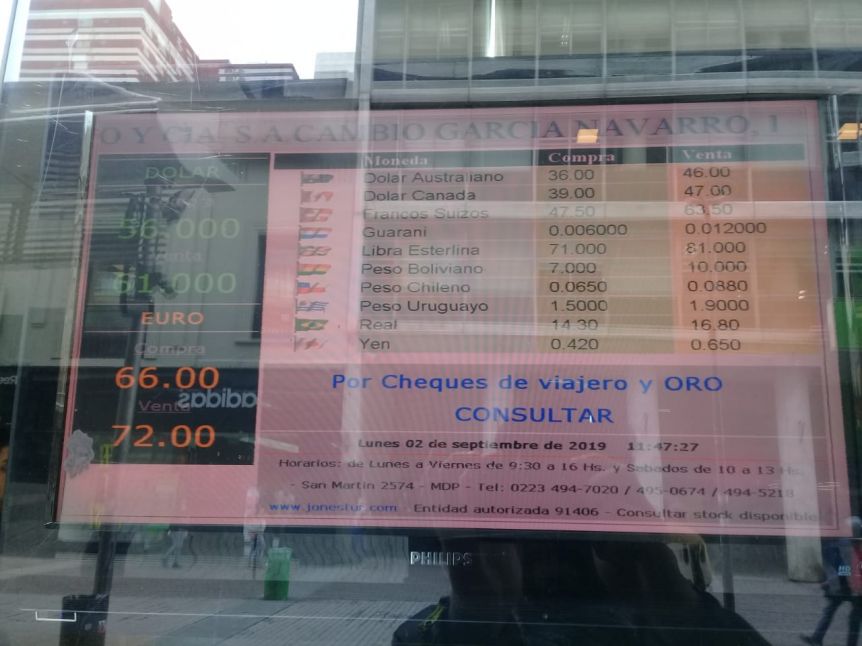 O Y CIA. S.A. CAMBIO GARCIA NAVARRO, 1
DOLAR
56.000
Venta
61.000
EURO
Compra
66.00
Venta
72.00
Moneda Compra Venta
Dolar Australiano 36.00 46.00
Dolar Canada 39.00 47.00
Francos Suizos 47.50 63.50
Guarani 0.006000 0.012000
Libra Esterlina 71.000 81.000
Peso Boliviano 7.000 10.000
Peso Chileno 0.0650 0.0880
Peso Uruguayo 1.5000 1.9000
Real 14.30 16.80
Yen 0.420 0.650
Por Cheques de viajero y ORO
CONSULTAR
Lunes 02 de septiembre de 2019 11:47:27
Horarios: de Lunes a Viernes de 9:30 a 16 Hs. y Sabados de 10 a 13 Hs.
- San Martin 2574 - MDP - Tel: 0223 494-7020 / 495-0674 / 494-5218
www.jonestur.com - Entidad autorizada 91406 - Consultar stock disponible
PHILIPS
adidas